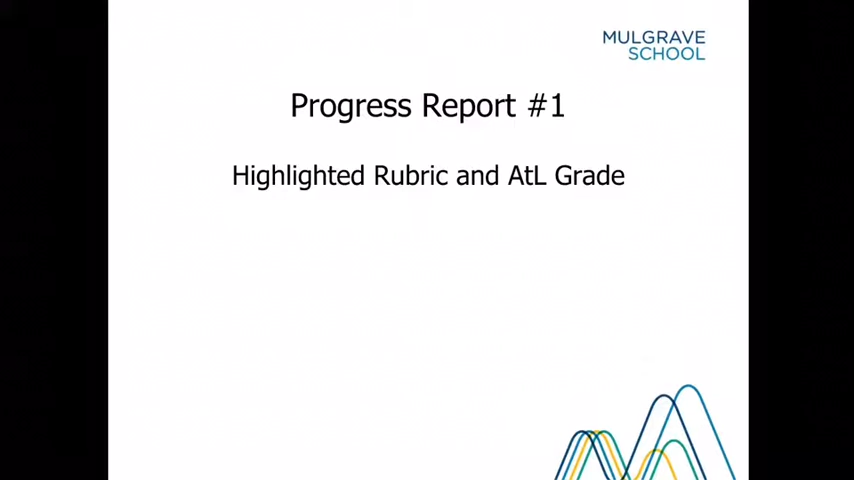 MULGRAVE
SCHOOL
Progress Report #1
Highlighted Rubric and AtL Grade